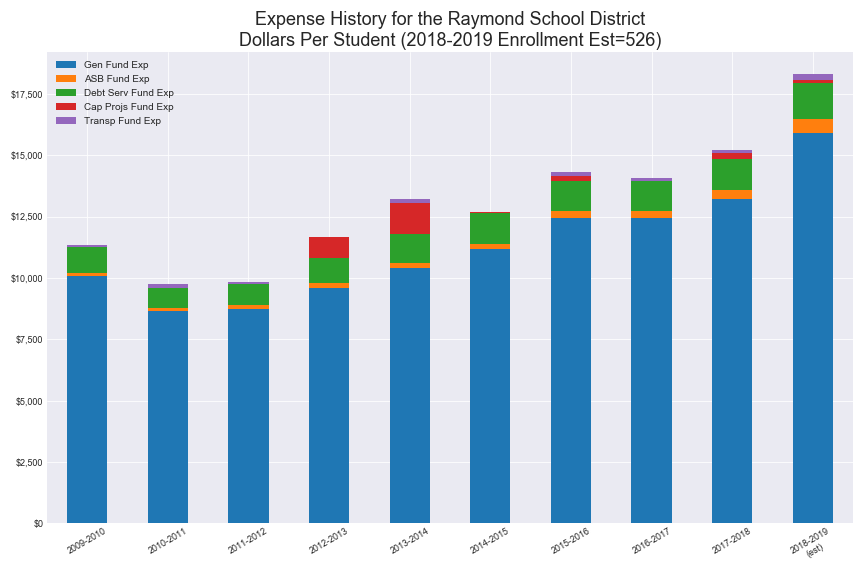 Expense History for the Raymond School District
Dollars Per Student (2018-2019 Enrollment Est=526)
Gen Fund Exp
ASB Fund Exp
Debt Serv Fund Exp
Cap Projs Fund Exp
Transp Fund Exp
$17,500
$15,000
$12,500
$10,000
$7,500
$5,000
$2,500
$0
2009-2010
2010-2011
2011-2012
2012-2013
2013-2014
2014-2015
2015-2016
2016-2017
2017-2018
2018-2019
(est)